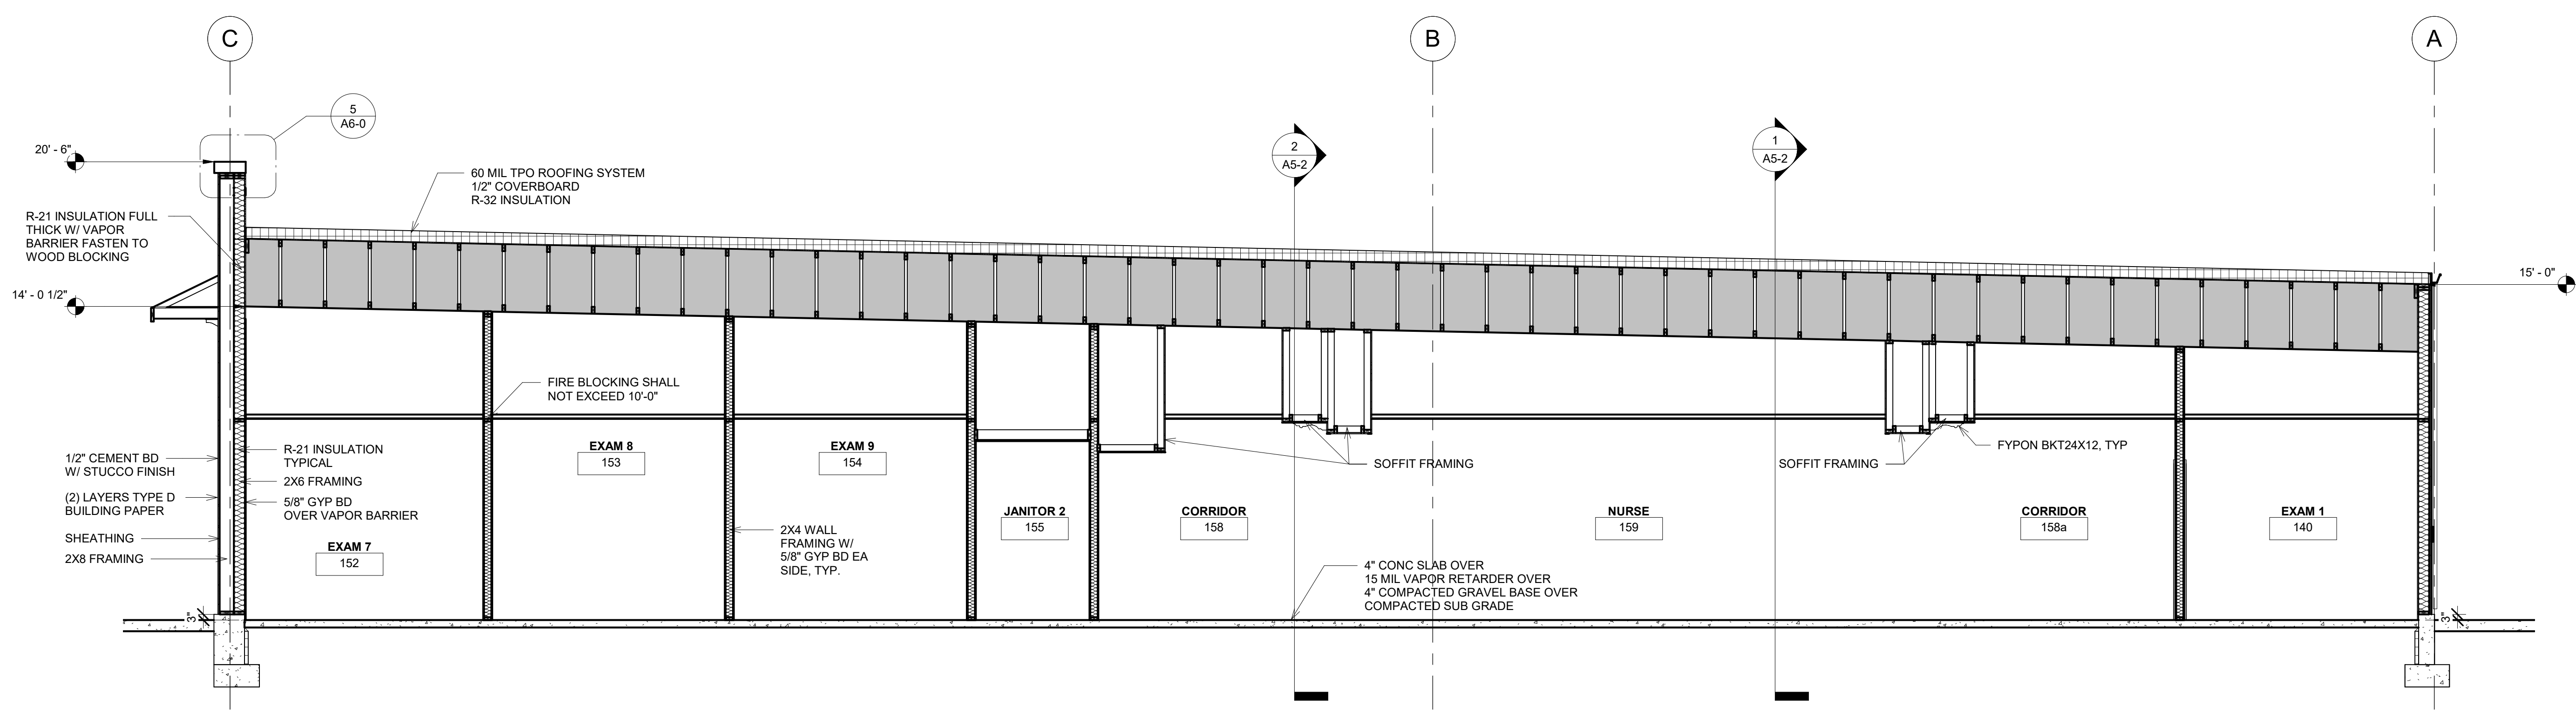 C
B
A
5
A6-0
20' - 6"
2
A5-2
1
A5-2
60 MIL TPO ROOFING SYSTEM
1/2" COVERBOARD
R-32 INSULATION
R-21 INSULATION FULL
THICK W/ VAPOR
BARRIER FASTEN TO
WOOD BLOCKING
14' - 0 1/2"
15' - 0"
FIRE BLOCKING SHALL
NOT EXCEED 10'-0"
R-21 INSULATION
TYPICAL
2X6 FRAMING
5/8" GYP BD
OVER VAPOR BARRIER
1/2" CEMENT BD
W/ STUCCO FINISH
(2) LAYERS TYPE D
BUILDING PAPER
SHEATHING
2X8 FRAMING
EXAM 7
152
EXAM 8
153
EXAM 9
154
2X4 WALL
FRAMING W/
5/8" GYP BD EA
SIDE, TYP.
JANITOR 2
155
CORRIDOR
158
SOFFIT FRAMING
NURSE
159
SOFFIT FRAMING
FYPON BKT24X12, TYP
CORRIDOR
158a
EXAM 1
140
4" CONC SLAB OVER
15 MIL VAPOR RETARDER OVER
4" COMPACTED GRAVEL BASE OVER
COMPACTED SUB GRADE
3"
3"